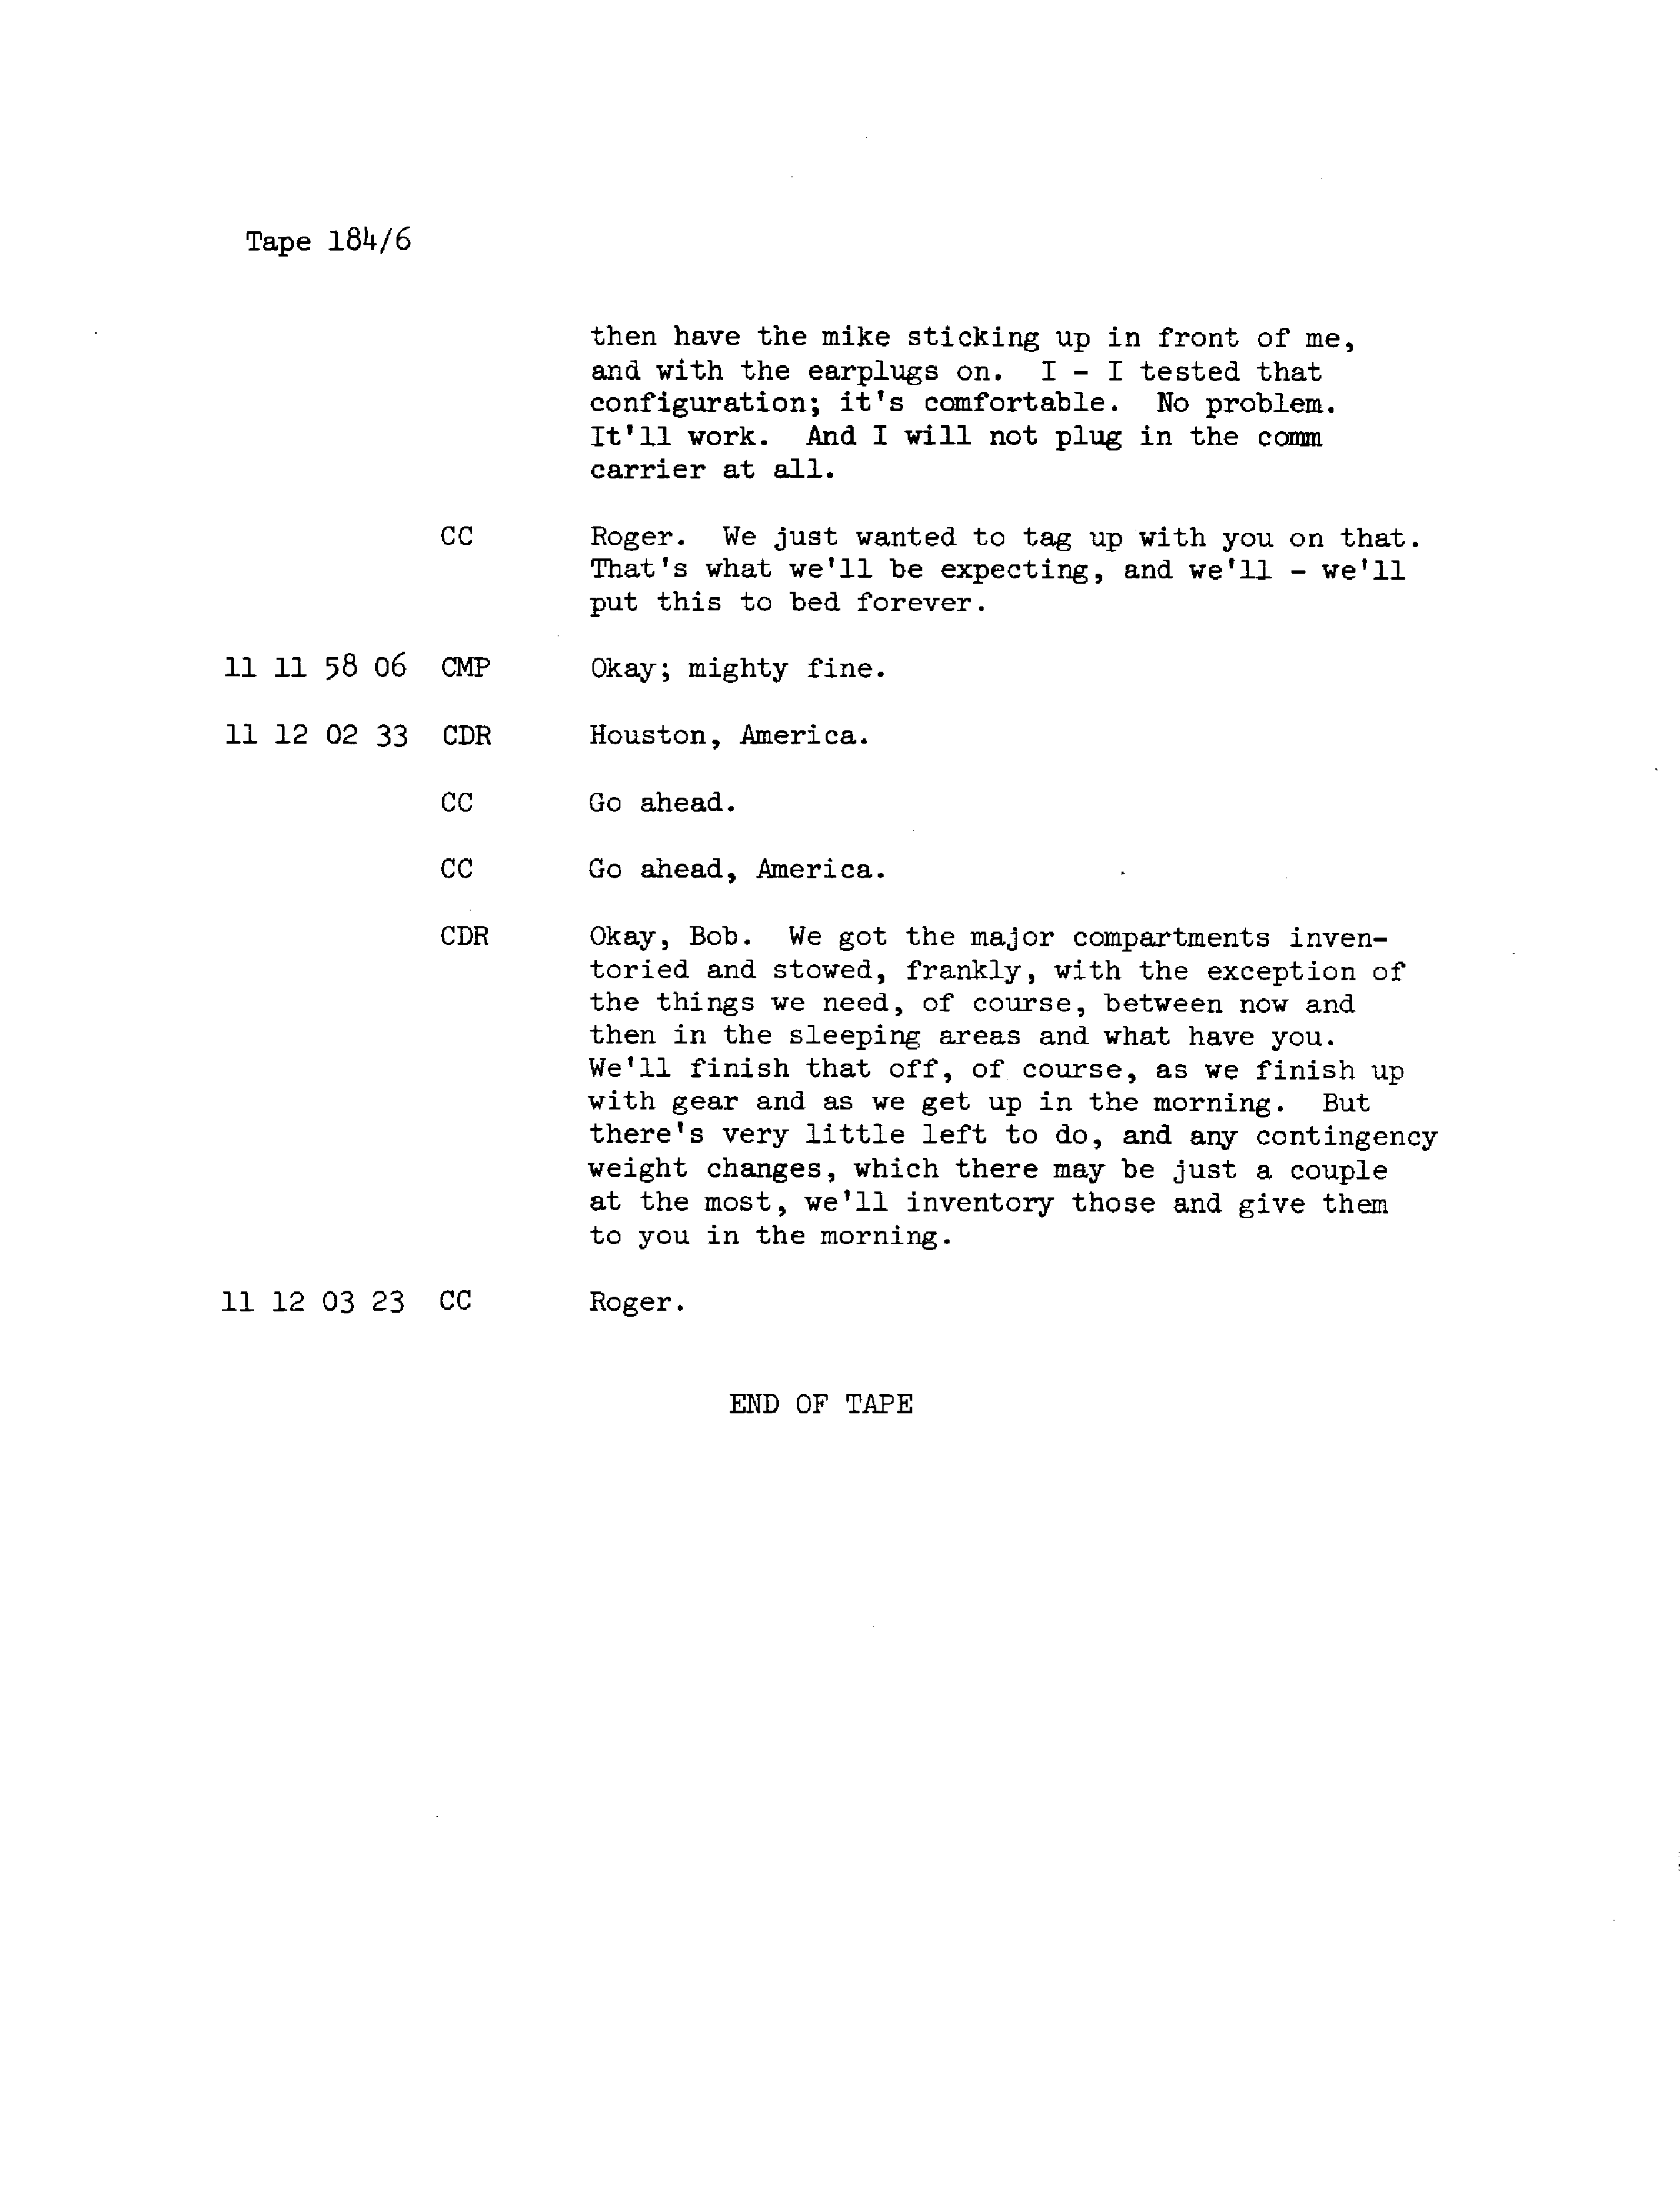 Tape 184/6
then have the mike sticking up in front of me,
and with the earplugs on. I - I tested that
configuration; it's comfortable. No problem.
It'll work. And I will not plug in the comm
carrier at all.
CC Roger. We just wanted to tag up with you on that.
That's what we'll be expecting, and we'll - we'll
put this to bed forever.
11 11 58 06 CMP Okay; mighty fine.
11 12 02 33 CDR Houston, America.
CC Go ahead.
CC Go ahead, America.
CDR Okay, Bob. We got the major compartments inven-
toried and stowed, frankly, with the exception of
the things we need, of course, between now and
then in the sleeping areas and what have you.
We'll finish that off, of course, as we finish up
with gear and as we get up in the morning. But
there's very little left to do, and any contingency
weight changes, which there may be just a couple
at the most, we'll inventory those and give them
to you in the morning.
11 12 03 23 CC Roger.
END OF TAPE